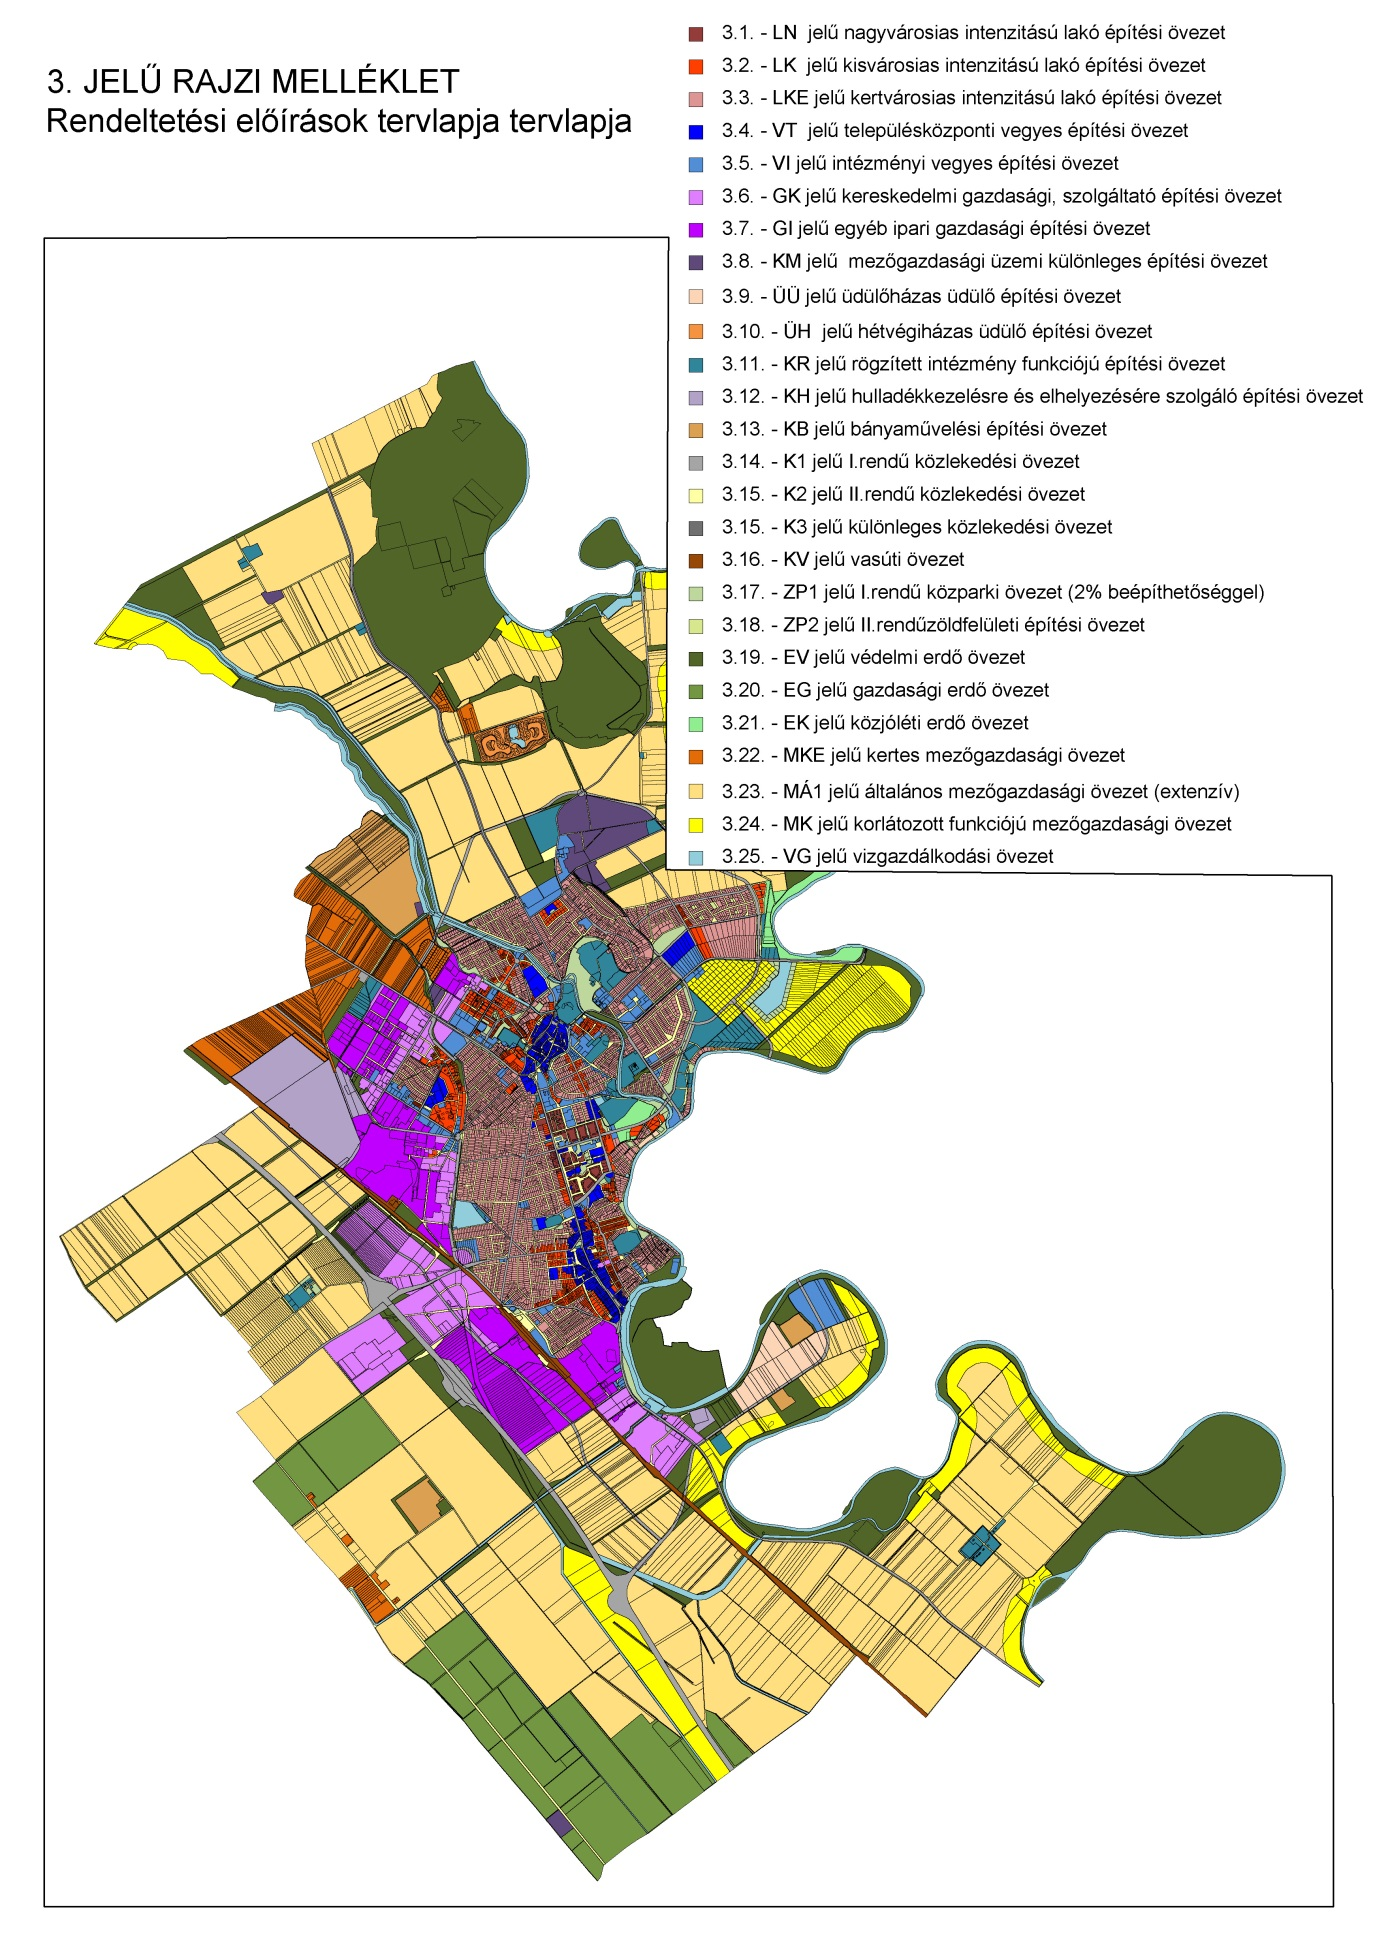 3. JELŰ RAJZI MELLÉKLET
Rendeltetési előírások tervlapja tervlapja
3.1. - LN jelű nagyvárosias intenzitású lakó építési övezet
3.2. - LK jelű kisvárosias intenzitású lakó építési övezet
3.3. - LKE jelű kertvárosias intenzitású lakó építési övezet
3.4. - VT jelű településközponti vegyes építési övezet
3.5. - VI jelű intézményi vegyes építési övezet
3.6. - GK jelű kereskedelmi gazdasági, szolgáltató építési övezet
3.7. - GI jelű egyéb ipari gazdasági építési övezet
3.8. - KM jelű mezőgazdasági üzemi különleges építési övezet
3.9. - ÜÜ jelű üdülőházas üdülő építési övezet
3.10. - ÜH jelű hétvégiházas üdülő építési övezet
3.11. - KR jelű rögzített intézmény funkciójú építési övezet
3.12. - KH jelű hulladékkezelésre és elhelyezésére szolgáló építési övezet
3.13. - KB jelű bányaművelési építési övezet
3.14. - K1 jelű I.rendű közlekedési övezet
3.15. - K2 jelű II.rendű közlekedési övezet
3.15. - K3 jelű különleges közlekedési övezet
3.16. - KV jelű vasúti övezet
3.17. - ZP1 jelű I.rendű közparki övezet (2% beépíthetőséggel)
3.18. - ZP2 jelű II.rendűzöldfelületi építési övezet
3.19. - EV jelű védelmi erdő övezet
3.20. - EG jelű gazdasági erdő övezet
3.21. - EK jelű közjóléti erdő övezet
3.22. - MKE jelű kertes mezőgazdasági övezet
3.23. - MÁ1 jelű általános mezőgazdasági övezet (extenzív)
3.24. - MK jelű korlátozott funkciójú mezőgazdasági övezet
3.25. - VG jelű vizgazdálkodási övezet